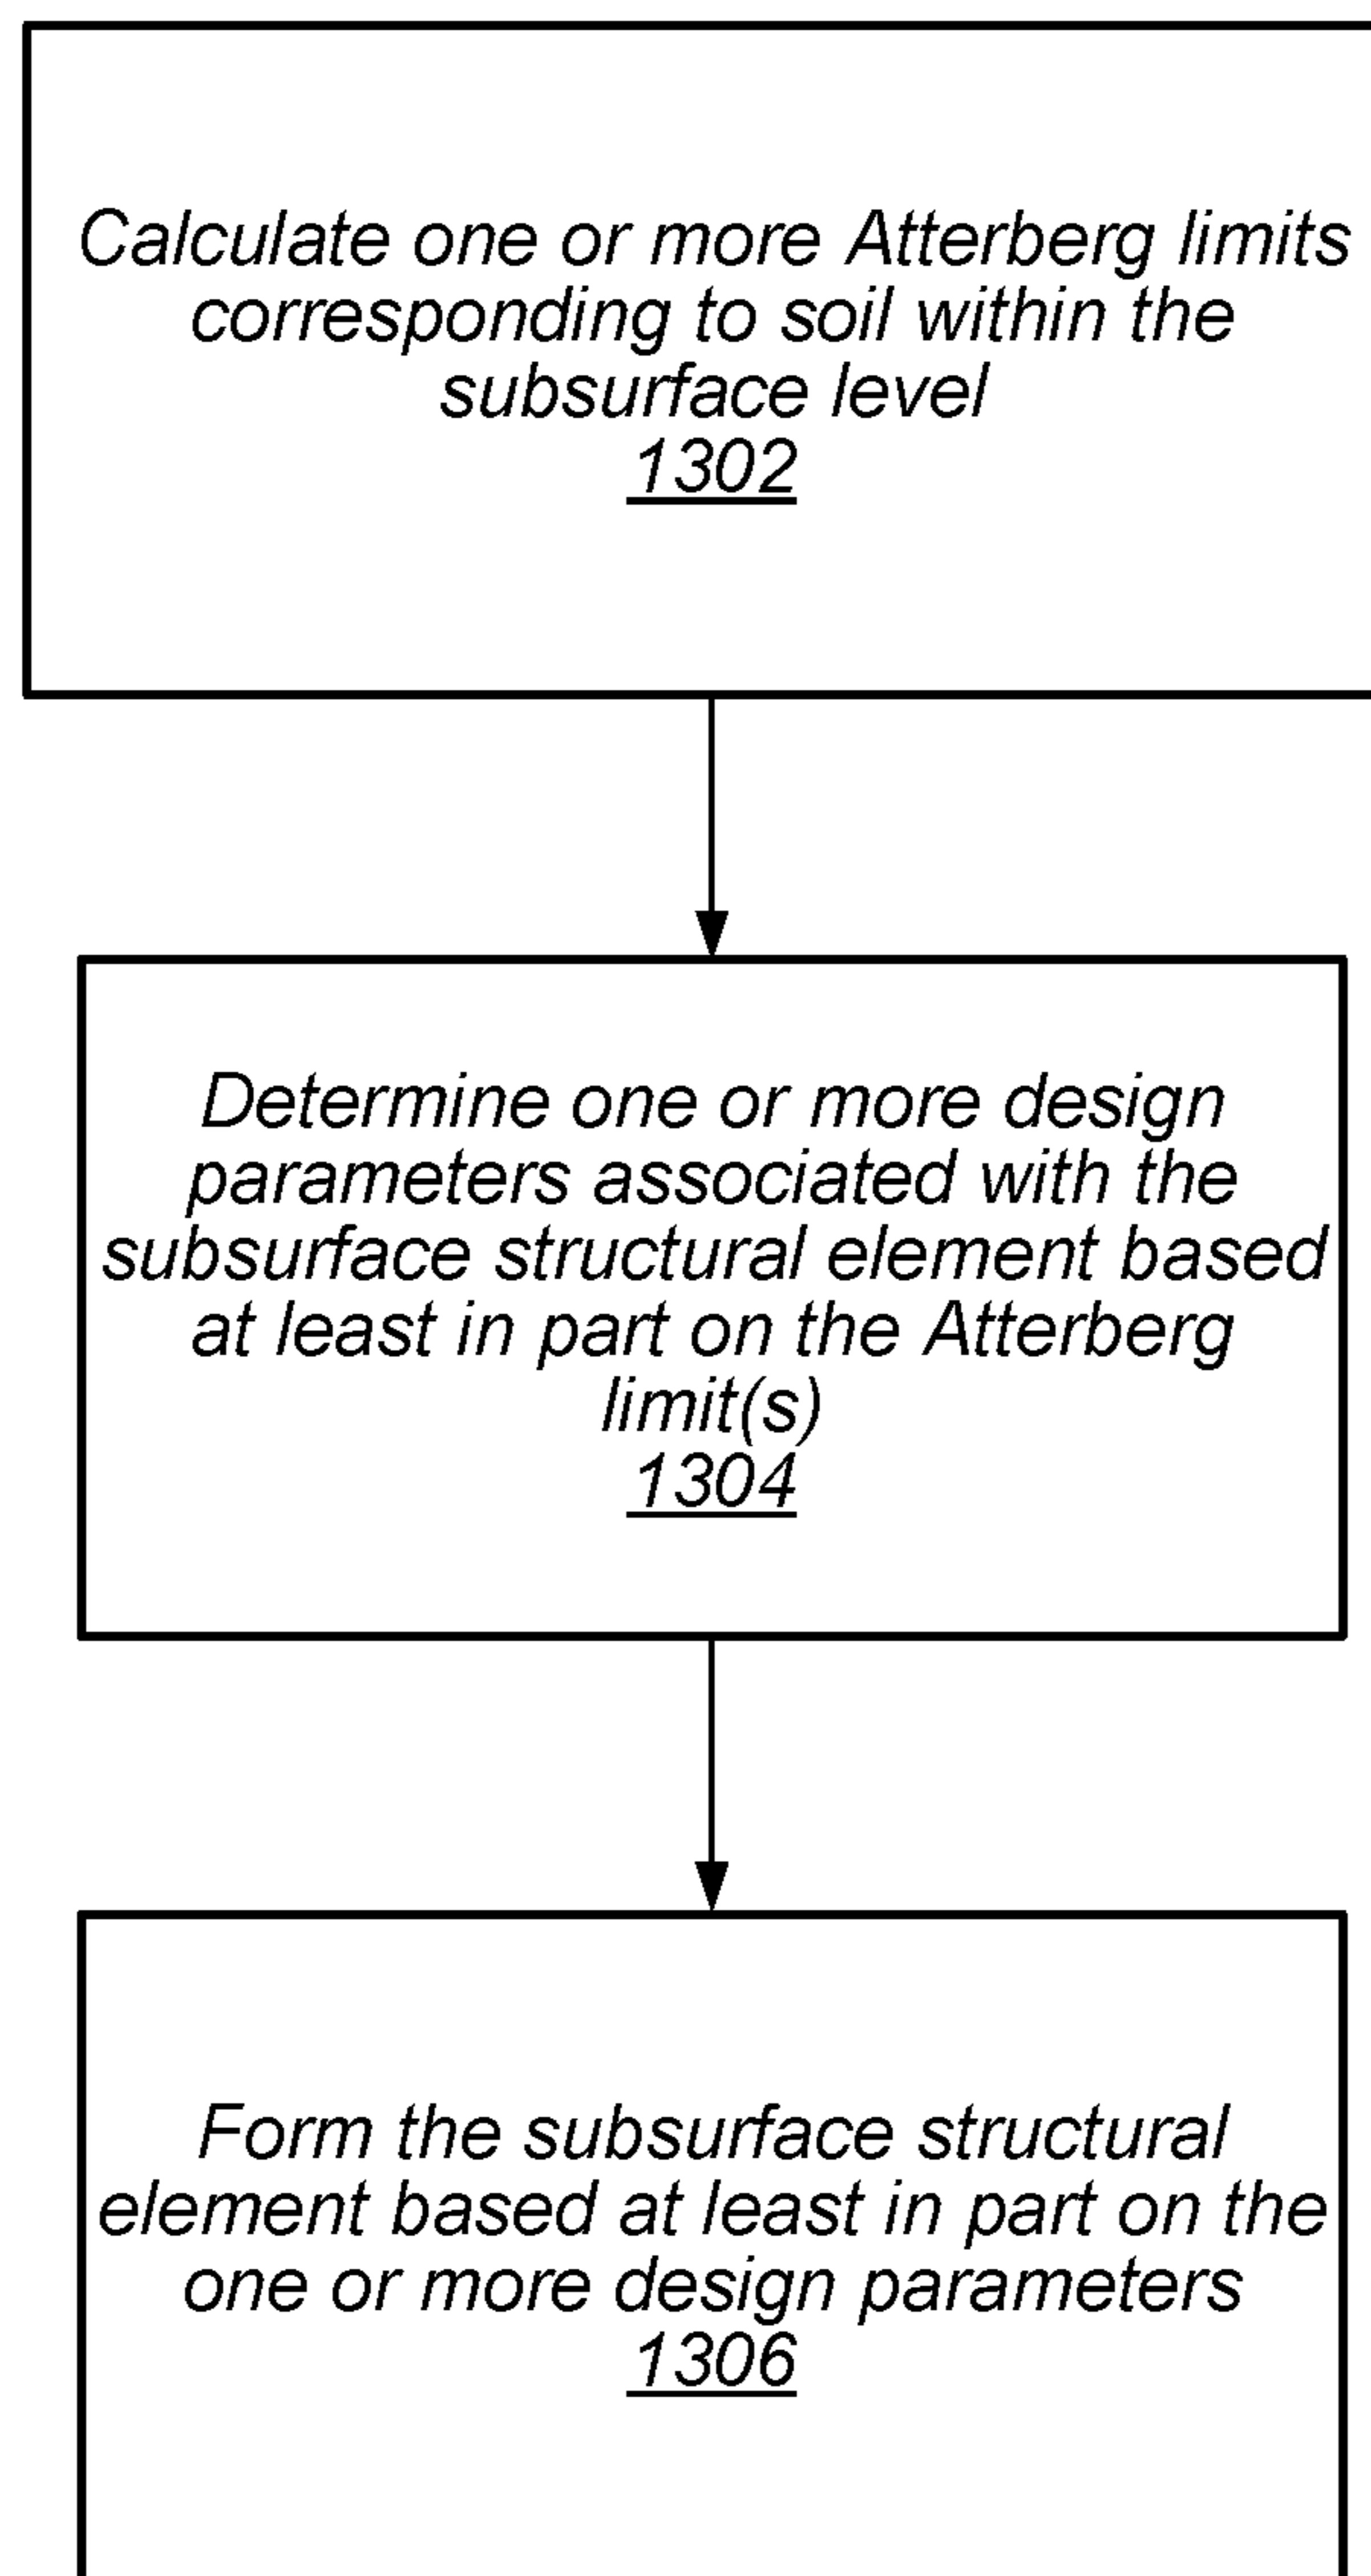 Calculate one or more Atterberg limits
corresponding to soil within the
subsurface level
1302
Determine one or more design
parameters associated with the
subsurface structural element based
at least in part on the Atterberg
limit(s)
1304
Form the subsurface structural
element based at least in part on the
one or more design parameters
1306